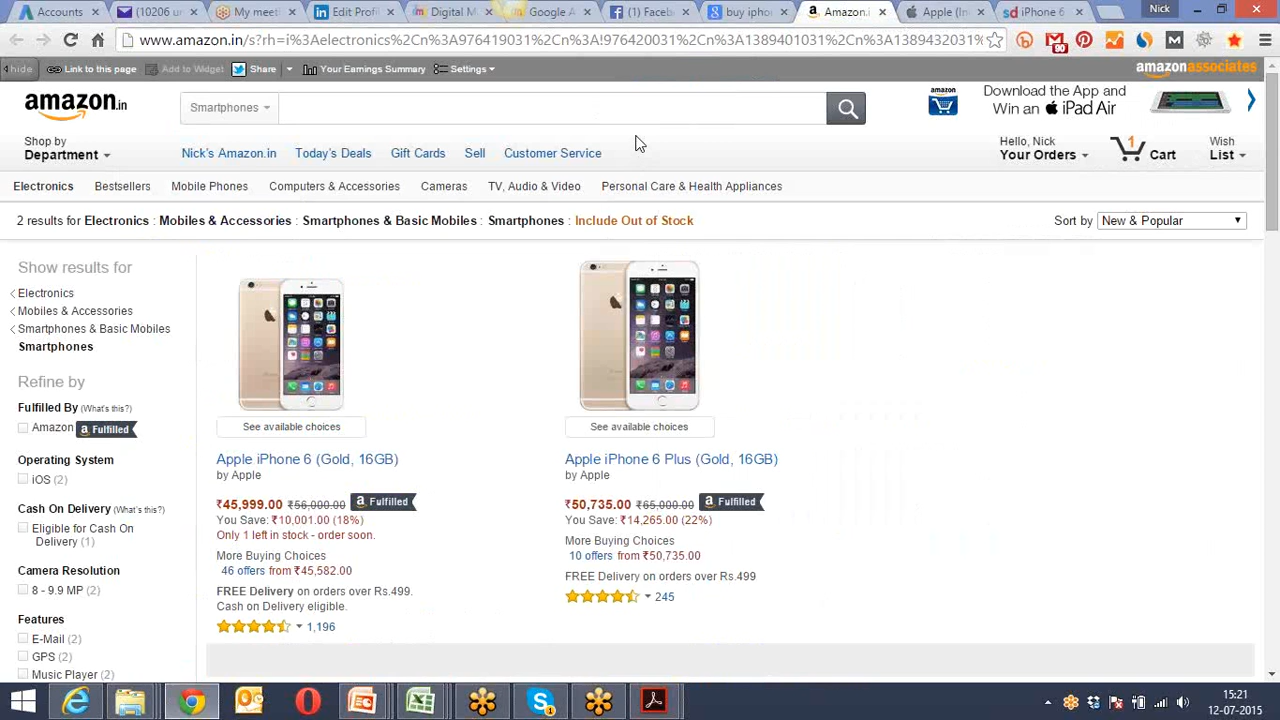 Accounts
(10206 un
My meeti
Edit Profil
Digital M
Google A
(1) Faceb
buy iphon
Amazon.i
Apple (In
iPhone 6
Nick
www.amazon.in/s?rh=i%3Aelectronics%2Cn%3A976419031%2Cn%3A!976420031%2Cn%3A1389401031%2Cn%3A1389432031%
90
hide
Link to this page
Add to Widget
Share
Your Earnings Summary
Settings
amazonassociates
amazon.in
Smartphones
Download the App and
Win an iPad Air
Shop by
Department
Nick's Amazon.in
Today's Deals
Gift Cards
Sell
Customer Service
Hello, Nick
Your Orders
1
Cart
Wish
List
Electronics
Bestsellers
Mobile Phones
Computers & Accessories
Cameras
TV, Audio & Video
Personal Care & Health Appliances
2 results for Electronics : Mobiles & Accessories : Smartphones & Basic Mobiles : Smartphones : Include Out of Stock
Sort by New & Popular
Show results for
Electronics
Mobiles & Accessories
Smartphones & Basic Mobiles
Smartphones
Refine by
Fulfilled By (What's this?)
Amazon a Fulfilled
Operating System
iOS (2)
Cash On Delivery (What's this?)
Eligible for Cash On
Delivery (1)
Camera Resolution
8 - 9.9 MP (2)
Features
E-Mail (2)
GPS (2)
Music Player (2)
See available choices
Apple iPhone 6 (Gold, 16GB)
by Apple
₹45,999.00 ₹56,000.00 a Fulfilled
You Save: ₹10,001.00 (18%)
Only 1 left in stock - order soon.
More Buying Choices
46 offers from ₹45,582.00
FREE Delivery on orders over Rs.499.
Cash on Delivery eligible.
1,196
See available choices
Apple iPhone 6 Plus (Gold, 16GB)
by Apple
₹50,735.00 ₹65,000.00 a Fulfilled
You Save: ₹14,265.00 (22%)
More Buying Choices
10 offers from ₹50,735.00
FREE Delivery on orders over Rs.499
245
15:21
12-07-2015